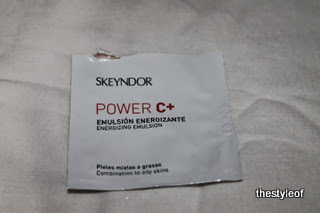 SKEYNDOR
POWER C+
EMULSIÓN ENERGIZANTE
ENERGIZING EMULSION
Pieles mixtas a grasas
Combination to oily skins
thestyleof